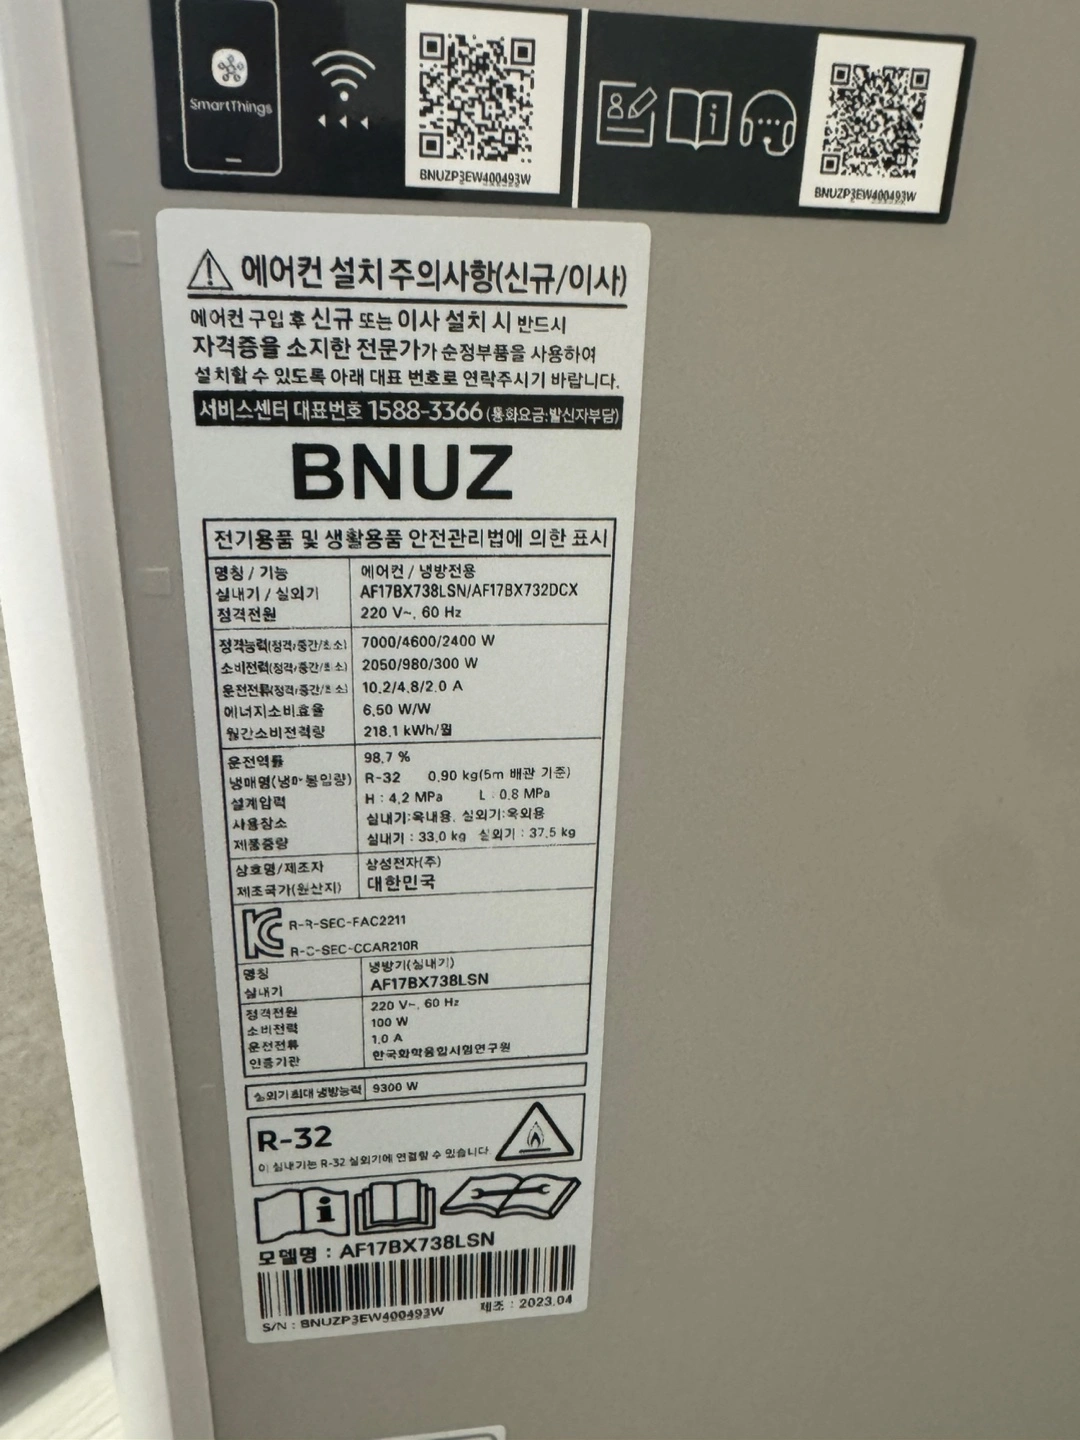 SmartThings
BNUZP3EW400493W
BNUZP3EW400493W
에어컨 설치 주의사항(신규/이사)
에어컨 구입 후 신규 또는 이사 설치 시 반드시
자격증을 소지한 전문가가 순정부품을 사용하여
설치할 수 있도록 아래 대표 번호로 연락주시기 바랍니다.
서비스센터 대표번호 1588-3366 (통화요금:발신자부담)
BNUZ
전기용품 및 생활용품 안전관리법에 의한 표시
명칭 / 기능 에어컨 / 냉방전용
실내기 / 실외기 AF17BX738LSN/AF17BX732DCX
정격전원 220 V~, 60 Hz
정격능력(정격/중간/최소) 7000/4600/2400 W
소비전력(정격/중간/최소) 2050/980/300 W
운전전류(정격/중간/최소) 10.2/4.8/2.0 A
에너지소비효율 6.50 W/W
월간소비전력량 218.1 kWh/월
운전역률 98.7 %
냉매명(냉매봉입량) R-32 0.90 kg(5m 배관 기준)
설계압력 H : 4.2 MPa L : 0.8 MPa
사용장소 실내기:옥내용, 실외기:옥외용
제품중량 실내기 : 33.0 kg 실외기 : 37.5 kg
상호명/제조자 삼성전자(주)
제조국가(원산지) 대한민국
R-R-SEC-FAC2211
R-C-SEC-CCAR210R
명칭 냉방기(실내기)
실내기 AF17BX738LSN
정격전원 220 V~, 60 Hz
소비전력 100 W
운전전류 1.0 A
인증기관 한국화학융합시험연구원
실외기 최대 냉방능력 9300 W
R-32
이 실내기는 R-32 실외기에 연결할 수 있습니다.
모델명 : AF17BX738LSN
S/N : BNUZP3EW400493W 제조 : 2023.04